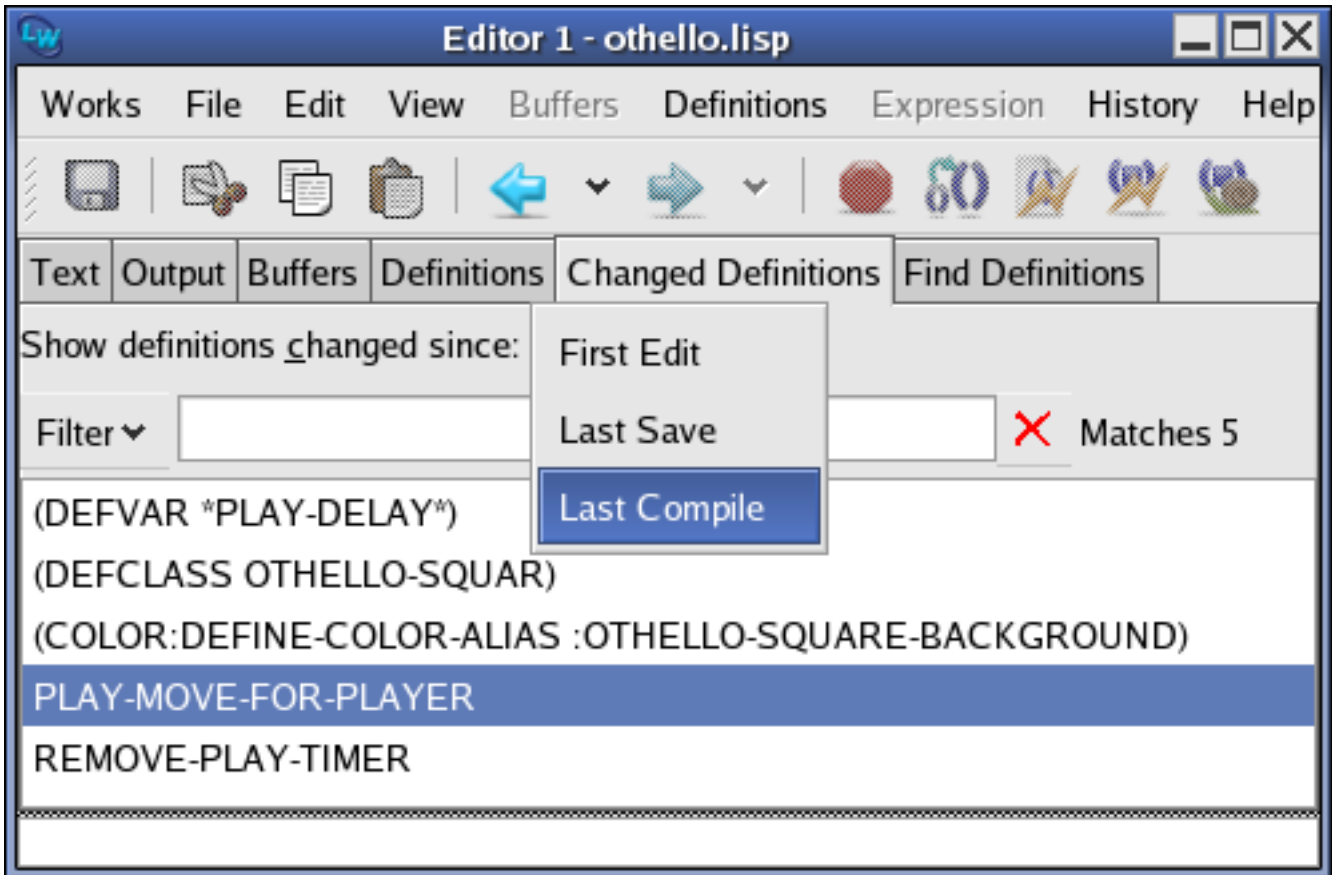 LW Editor 1 - othello.lisp
Works File Edit View Buffers Definitions Expression History Help
Text Output Buffers Definitions Changed Definitions Find Definitions
Show definitions changed since:
First Edit
Last Save
Last Compile
Filter Matches 5
(DEFVAR *PLAY-DELAY*)
(DEFCLASS OTHELLO-SQUAR)
(COLOR:DEFINE-COLOR-ALIAS :OTHELLO-SQUARE-BACKGROUND)
PLAY-MOVE-FOR-PLAYER
REMOVE-PLAY-TIMER